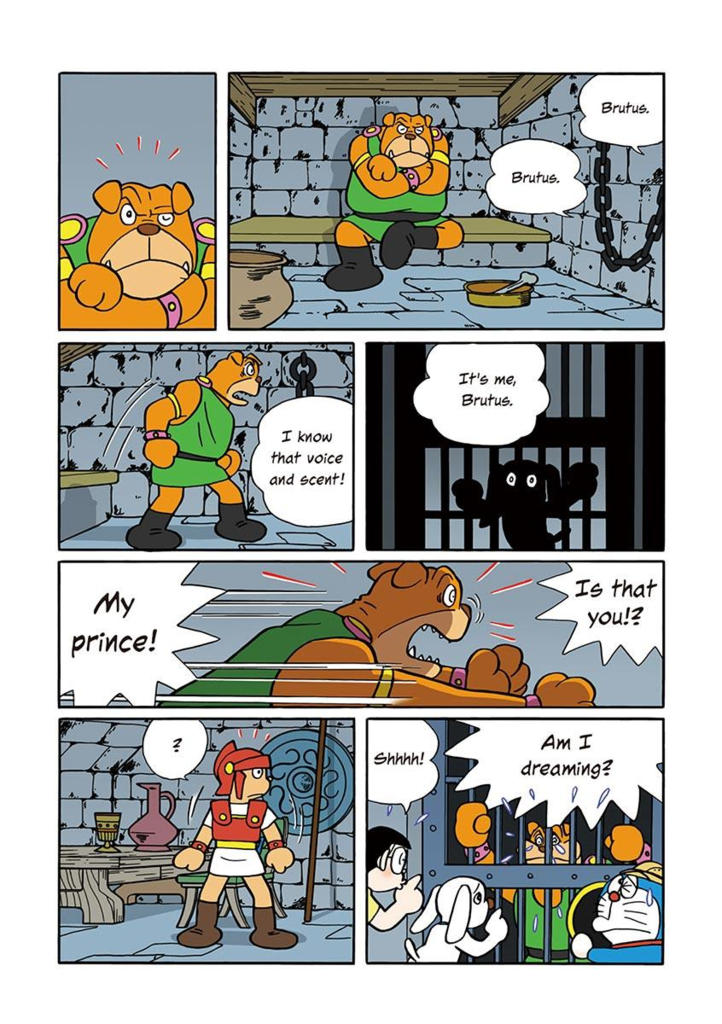 Brutus.
Brutus.
It's me,
Brutus.
I know
that voice
and scent!
Is that
you!?
My
prince!
Am I
dreaming?
Shhhh!
?